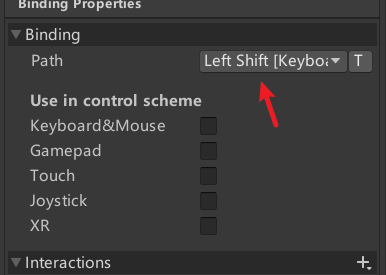 Binding Properties
Binding
Path Left Shift [Keyboa T
Use in control scheme
Keyboard&Mouse
Gamepad
Touch
Joystick
XR
Interactions